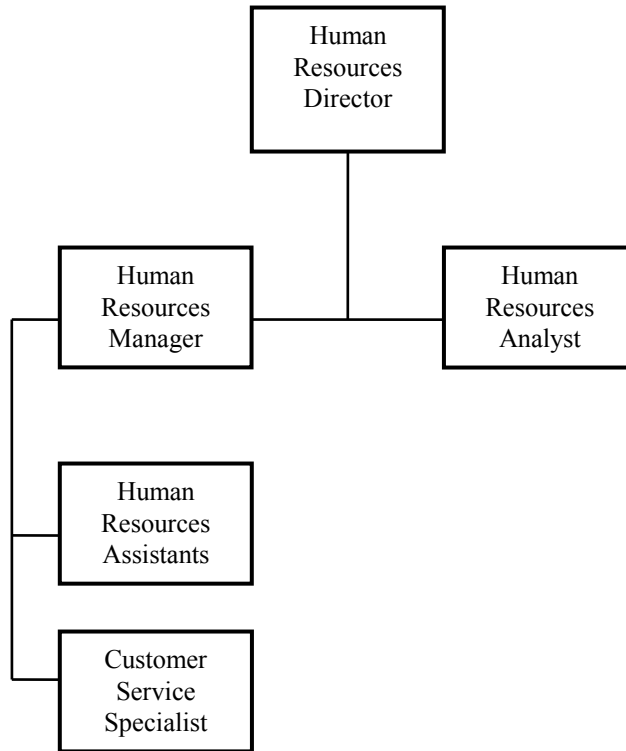 Human
Resources
Director
Human
Resources
Manager
Human
Resources
Analyst
Human
Resources
Assistants
Customer
Service
Specialist